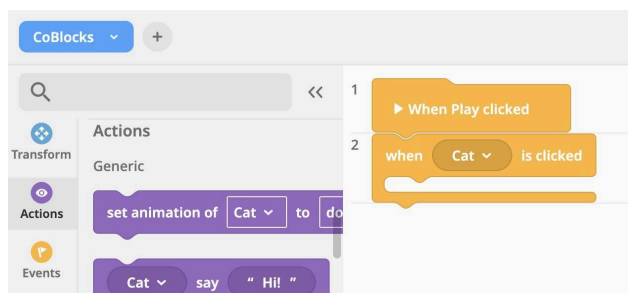 CoBlocks
+
Transform
Actions
Events
Actions
Generic
set animation of Cat to do
Cat say “ Hi! ”
1 When Play clicked
2 when Cat is clicked